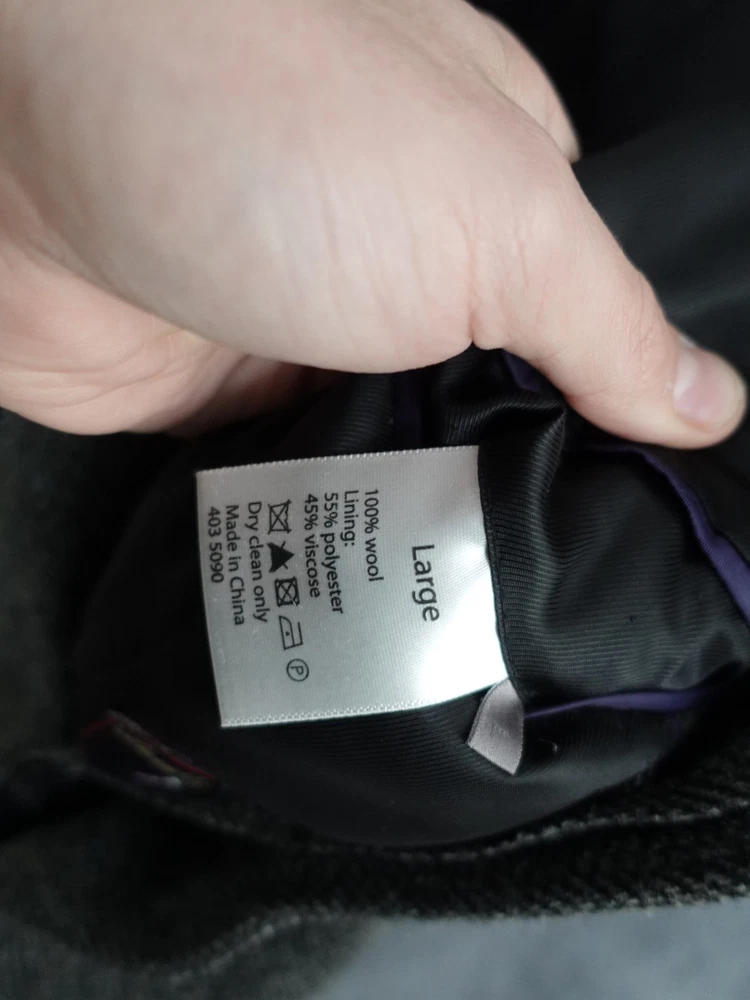 Large
100% wool
Lining:
55% polyester
45% viscose
P
Dry clean only
Made in China
403 5090